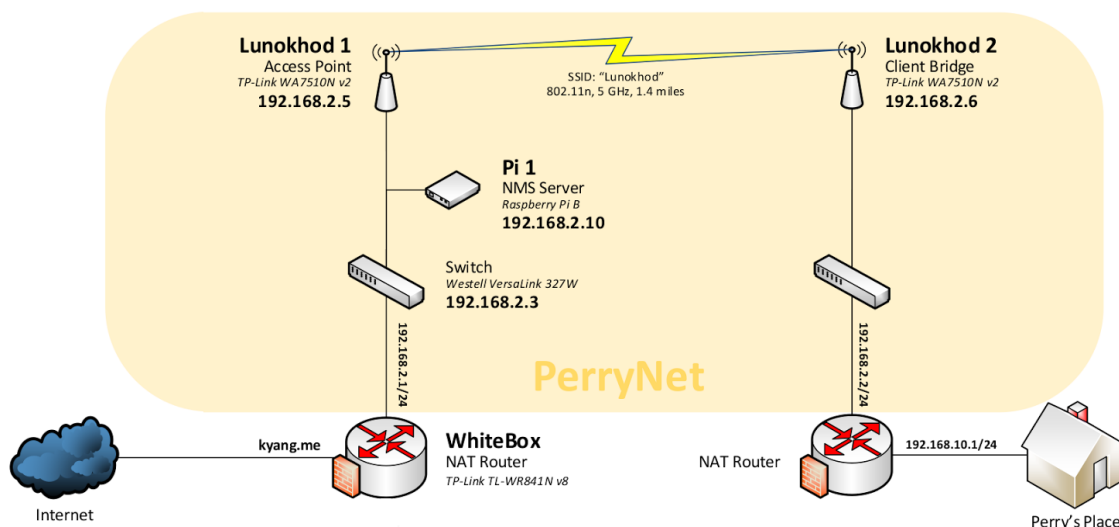 Lunokhod 1
Access Point
TP-Link WA7510N v2
192.168.2.5
SSID: "Lunokhod"
802.11n, 5 GHz, 1.4 miles
Lunokhod 2
Client Bridge
TP-Link WA7510N v2
192.168.2.6
Pi 1
NMS Server
Raspberry Pi B
192.168.2.10
Switch
Westell VersaLink 327W
192.168.2.3
192.168.2.1/24
192.168.2.2/24
PerryNet
kyang.me
WhiteBox
NAT Router
TP-Link TL-WR841N v8
NAT Router
192.168.10.1/24
Internet
Perry's Place